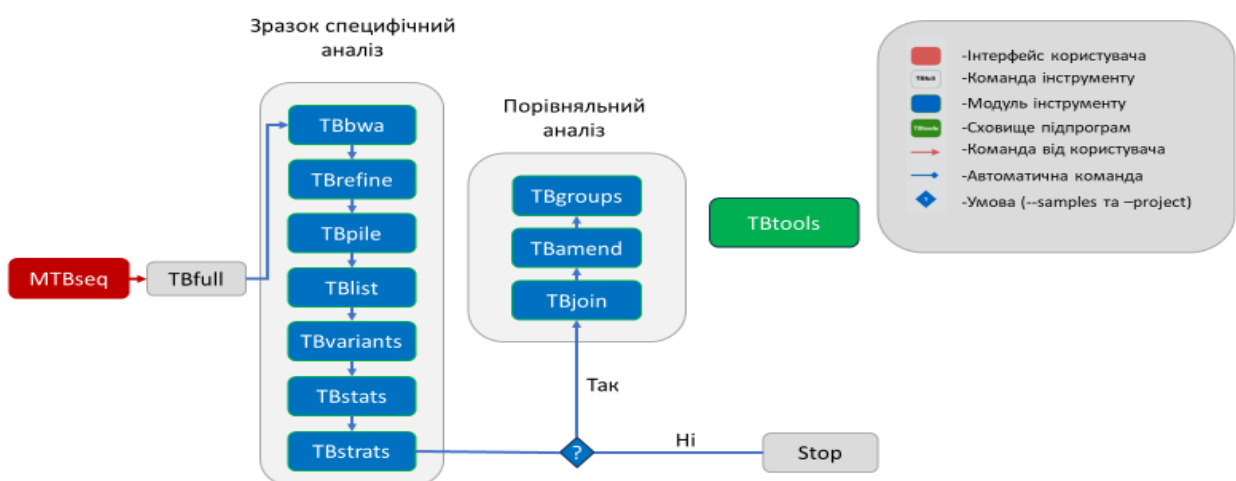 Зразок специфічний
аналіз
TBbwa
TBrefine
TBpile
TBlist
TBvariants
TBstats
TBstrats
MTBseq
TBfull
Порівняльний
аналіз
TBgroups
TBamend
TBjoin
Так
?
Ні
Stop
TBtools
-Інтерфейс користувача
TBfull
-Команда інструменту
-Модуль інструменту
TBtools
-Сховище підпрограм
-Команда від користувача
-Автоматична команда
?
-Умова (--samples та –project)